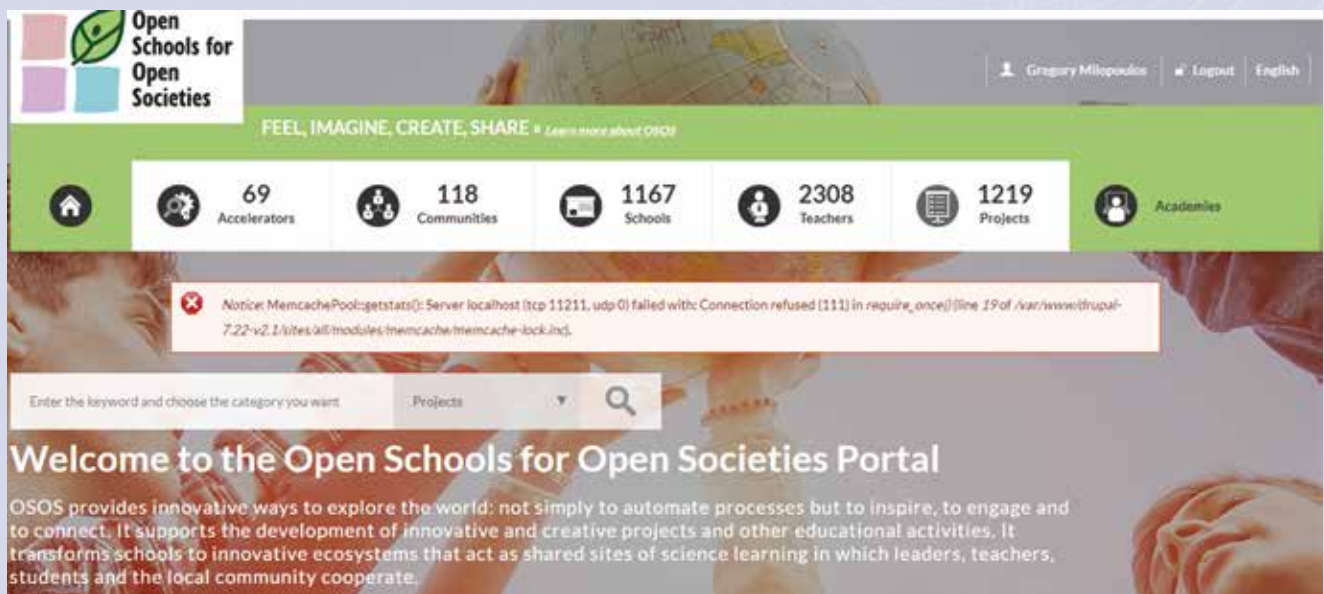 Open
Schools for
Open
Societies
Gregory Milopoulos
Logout
English
FEEL, IMAGINE, CREATE, SHARE » Learn more about OSOS
69
Accelerators
118
Communities
1167
Schools
2308
Teachers
1219
Projects
Academies
Notice: MemcachePool::getstats(): Server localhost (tcp 11211, udp 0) failed with: Connection refused (111) in require_once() (line 19 of /var/www/drupal-
7.22-v2.1/sites/all/modules/memcache/memcache-lock.inc).
Enter the keyword and choose the category you want
Projects
Welcome to the Open Schools for Open Societies Portal
OSOS provides innovative ways to explore the world: not simply to automate processes but to inspire, to engage and
to connect. It supports the development of innovative and creative projects and other educational activities. It
transforms schools to innovative ecosystems that act as shared sites of science learning in which leaders, teachers,
students and the local community cooperate.